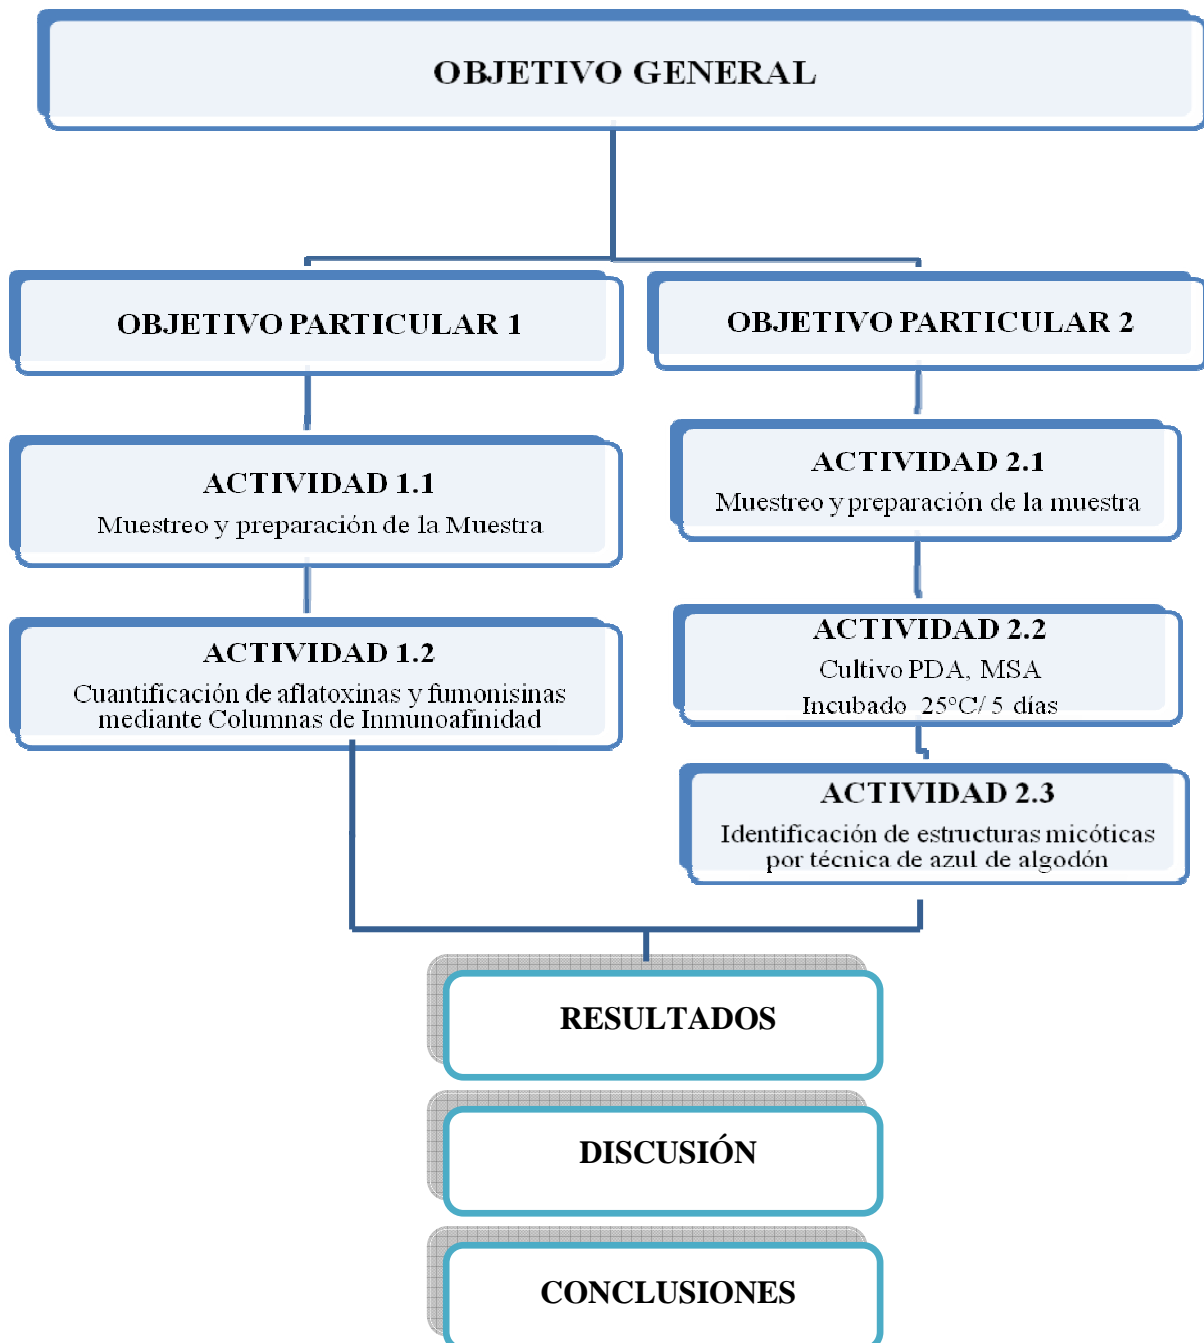 OBJETIVO GENERAL
OBJETIVO PARTICULAR 1
ACTIVIDAD 1.1
Muestreo y preparación de la Muestra
ACTIVIDAD 1.2
Cuantificación de aflatoxinas y fumonisinas
mediante Columnas de Inmunoafinidad
OBJETIVO PARTICULAR 2
ACTIVIDAD 2.1
Muestreo y preparación de la muestra
ACTIVIDAD 2.2
Cultivo PDA, MSA
Incubado 25°C/ 5 días
ACTIVIDAD 2.3
Identificación de estructuras micóticas
por técnica de azul de algodón
RESULTADOS
DISCUSIÓN
CONCLUSIONES